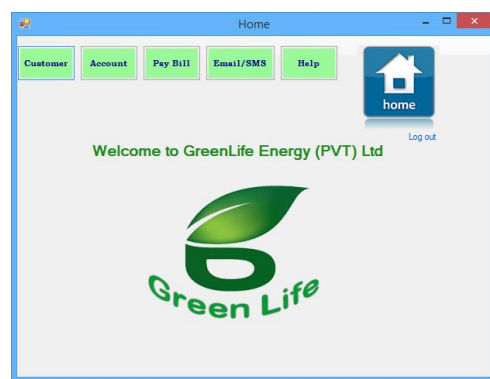 Home
Customer
Account
Pay Bill
Email/SMS
Help
home
Log out
Welcome to GreenLife Energy (PVT) Ltd
Green Life